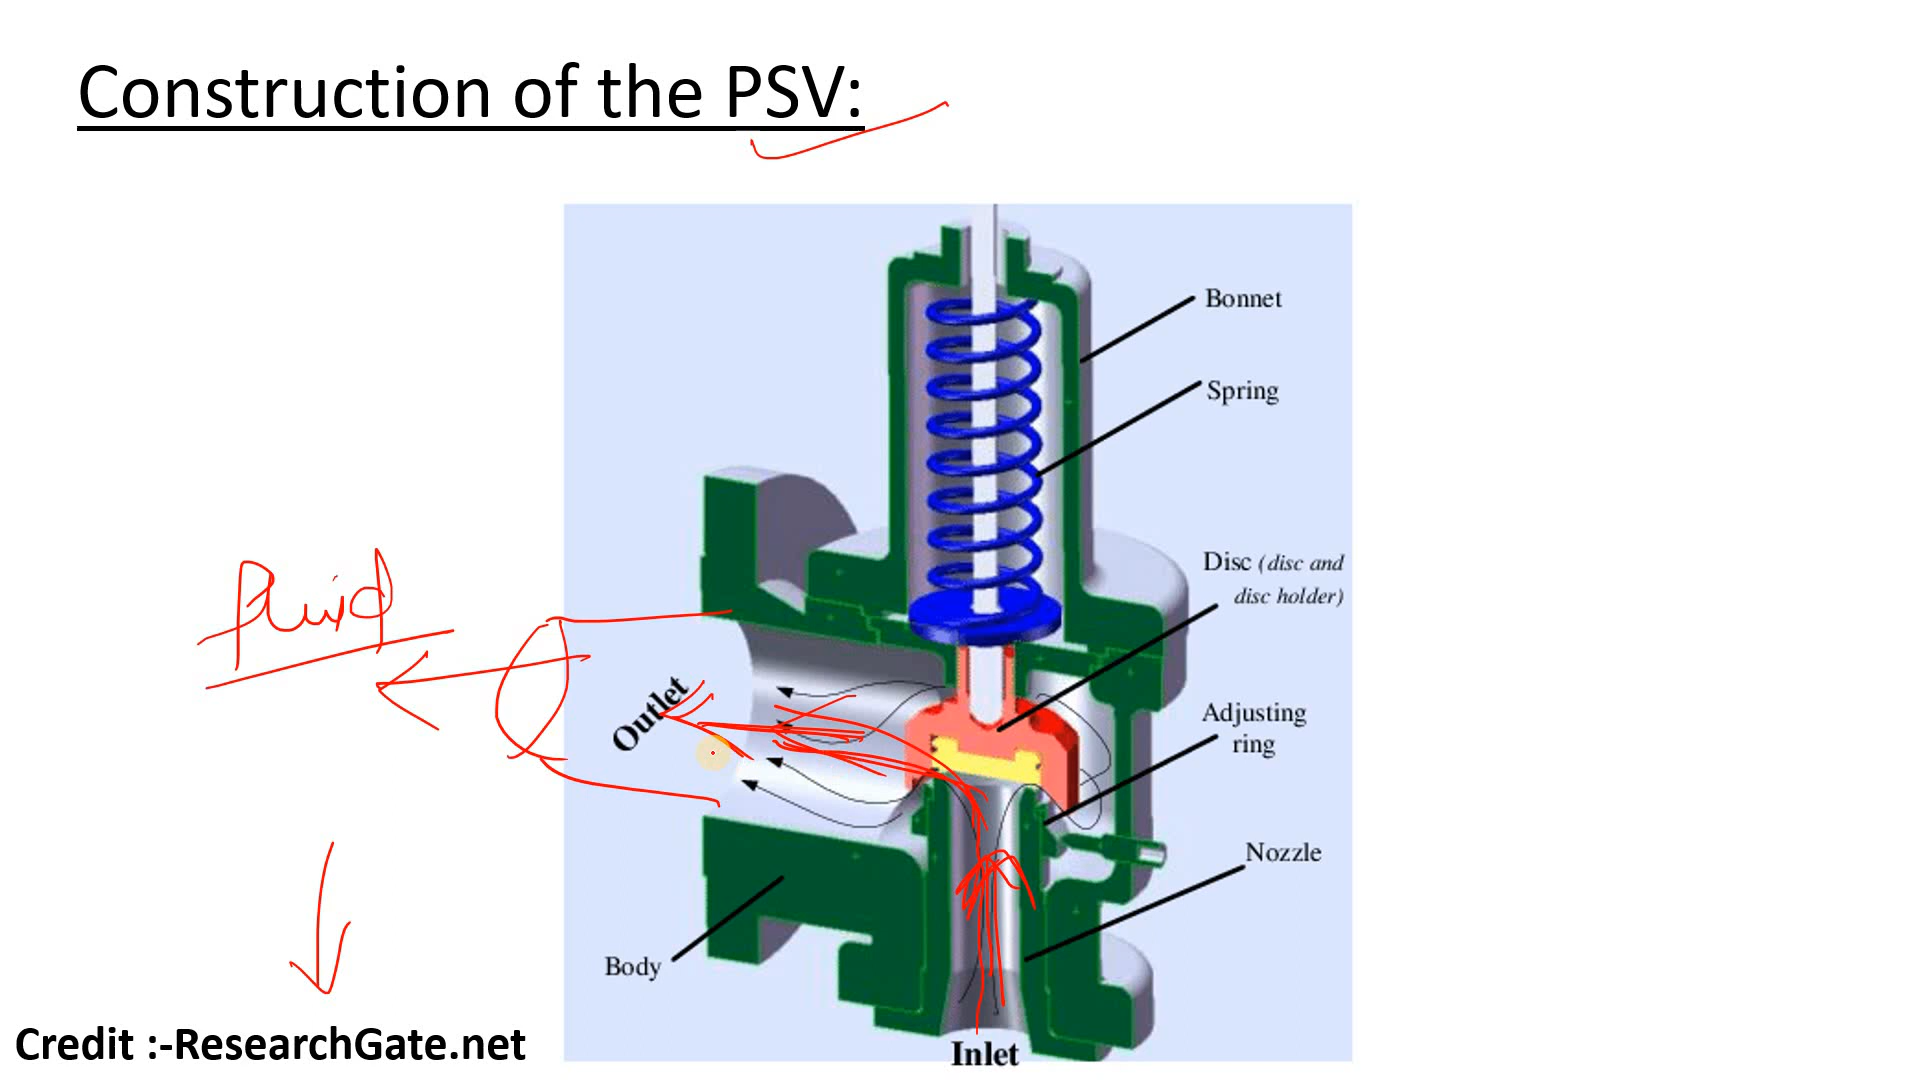 Construction of the PSV:
Bonnet
Spring
Disc (disc and
disc holder)
fluid
Outlet
Adjusting
ring
Nozzle
Body
Credit :-ResearchGate.net
Inlet